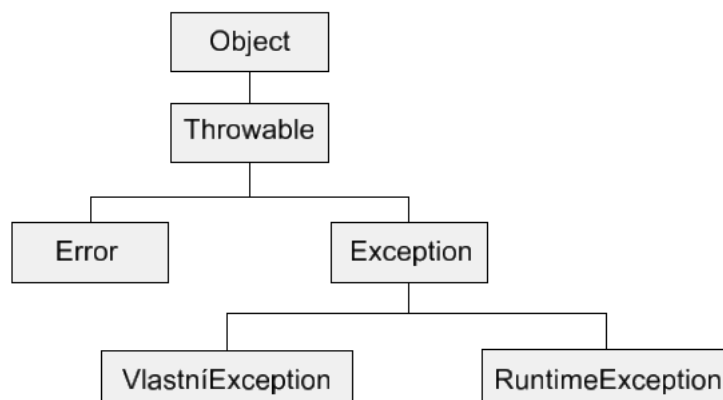 Object
Throwable
Error
Exception
VlastníException
RuntimeException